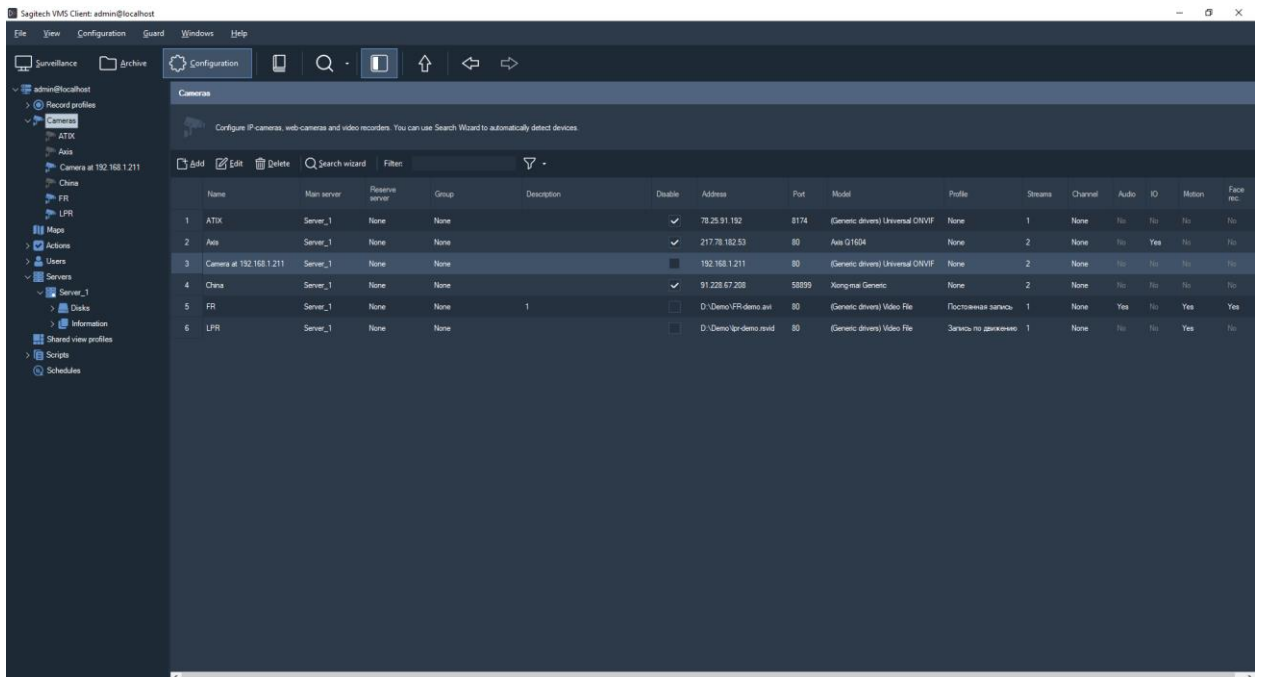 Sagitech VMS Client: admin@localhost
File View Configuration Guard Windows Help
Surveillance Archive Configuration
admin@localhost
Record profiles
Cameras
ATIX
Axis
Camera at 192.168.1.211
China
FR
LPR
Maps
Actions
Users
Servers
Server_1
Disks
Information
Shared view profiles
Scripts
Schedules
Cameras
Configure IP-cameras, web-cameras and video recorders. You can use Search Wizard to automatically detect devices.
Add Edit Delete Search wizard Filter:
Name Main server Reserve server Group Description Disable Address Port Model Profile Streams Channel Audio IO Motion Face rec.
1 ATIX Server_1 None None 78.25.91.192 8174 (Generic drivers) Universal ONVIF None 1 None No No No No
2 Axis Server_1 None None 217.78.182.53 80 Axis Q1604 None 2 None No Yes No No
3 Camera at 192.168.1.211 Server_1 None None 192.168.1.211 80 (Generic drivers) Universal ONVIF None 2 None No No No No
4 China Server_1 None None 91.228.67.208 58899 Xiong-mai Generic None 2 None No No No No
5 FR Server_1 None None 1 D:\Demo\FR-demo.avi 80 (Generic drivers) Video File Постоянная запись 1 None Yes No Yes Yes
6 LPR Server_1 None None D:\Demo\lpr-demo.rsvid 80 (Generic drivers) Video File Запись по движению 1 None No No Yes No